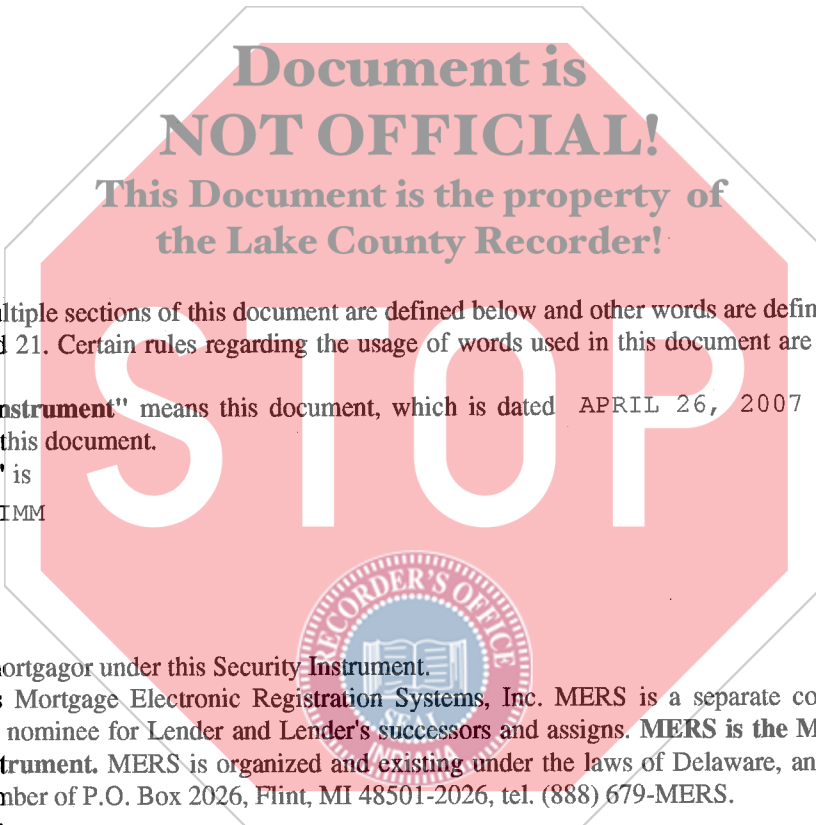 Document is
NOT OFFICIAL!
This Document is the property of
the Lake County Recorder!
ltiple sections of this document are defined below and other words are defin
d 21. Certain rules regarding the usage of words used in this document are
STOP
nstrument" means this document, which is dated APRIL 26, 2007
this document.
" is
IMM
RECORDER'S OFFICE
ortgagor under this Security Instrument.
s Mortgage Electronic Registration Systems, Inc. MERS is a separate co
nominee for Lender and Lender's successors and assigns. MERS is the M
SEAL
trument. MERS is organized and existing under the laws of Delaware, an
INDIANA
mber of P.O. Box 2026, Flint, MI 48501-2026, tel. (888) 679-MERS.